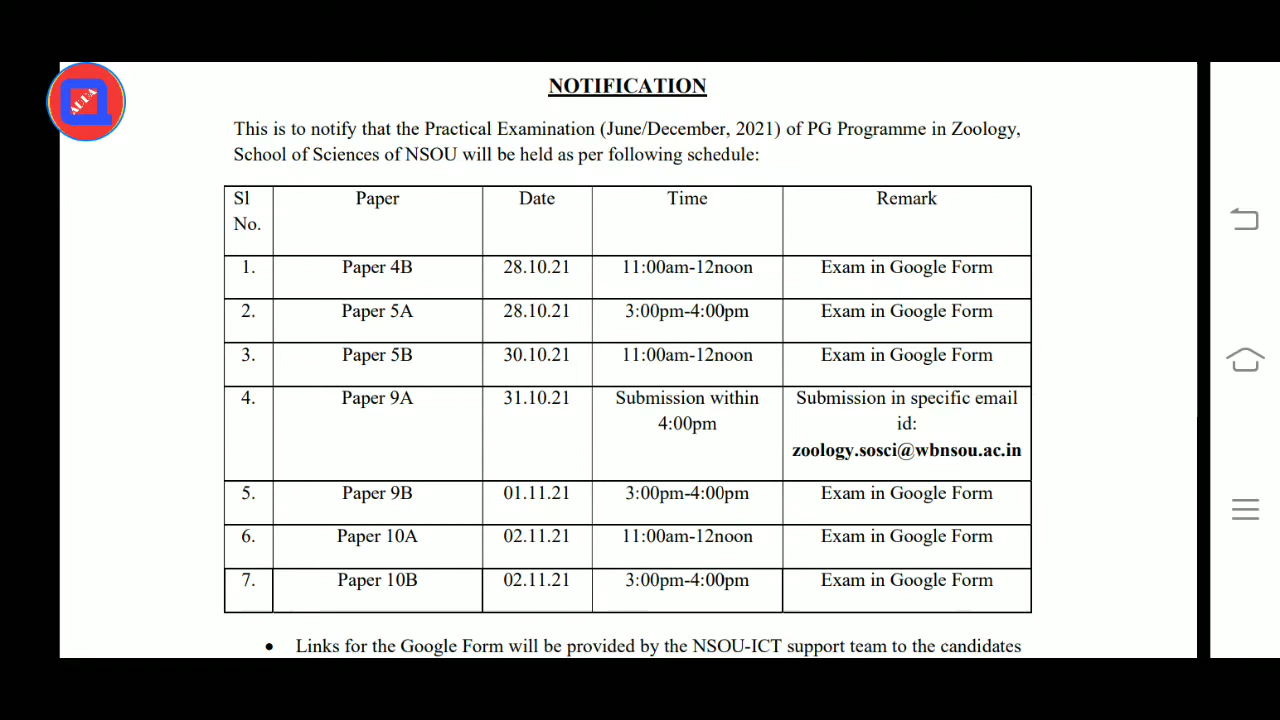 NOTIFICATION
This is to notify that the Practical Examination (June/December, 2021) of PG Programme in Zoology,
School of Sciences of NSOU will be held as per following schedule:
Sl No. Paper Date Time Remark
1. Paper 4B 28.10.21 11:00am-12noon Exam in Google Form
2. Paper 5A 28.10.21 3:00pm-4:00pm Exam in Google Form
3. Paper 5B 30.10.21 11:00am-12noon Exam in Google Form
4. Paper 9A 31.10.21 Submission within 4:00pm Submission in specific email id: zoology.sosci@wbnsou.ac.in
5. Paper 9B 01.11.21 3:00pm-4:00pm Exam in Google Form
6. Paper 10A 02.11.21 11:00am-12noon Exam in Google Form
7. Paper 10B 02.11.21 3:00pm-4:00pm Exam in Google Form
• Links for the Google Form will be provided by the NSOU-ICT support team to the candidates